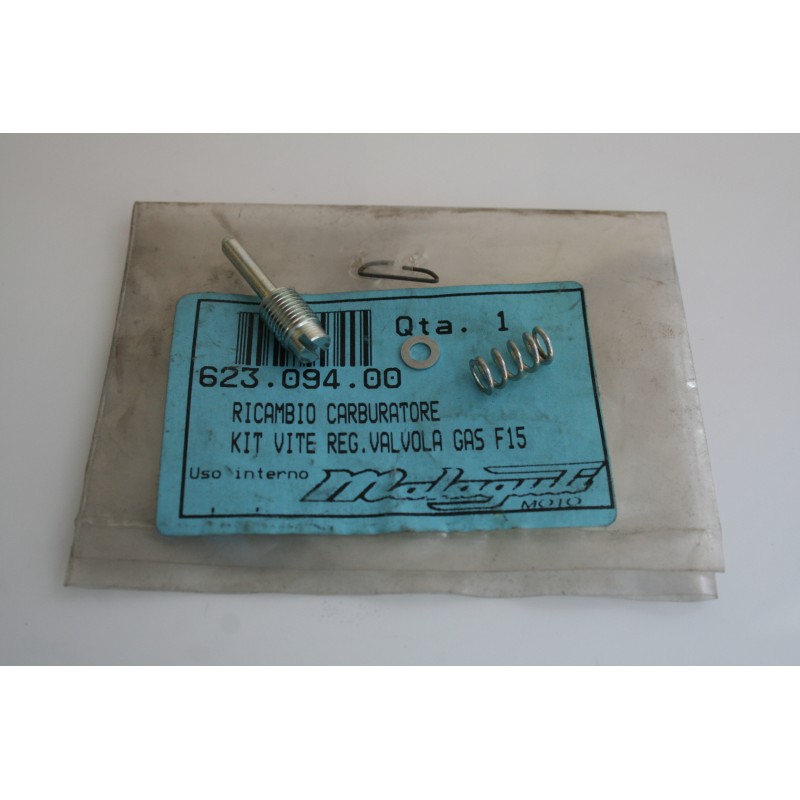 Qta. 1
623.094.00
RICAMBIO CARBURATORE
KIT VITE REG.VALVOLA GAS F15
Uso interno Malaguti
MOTO